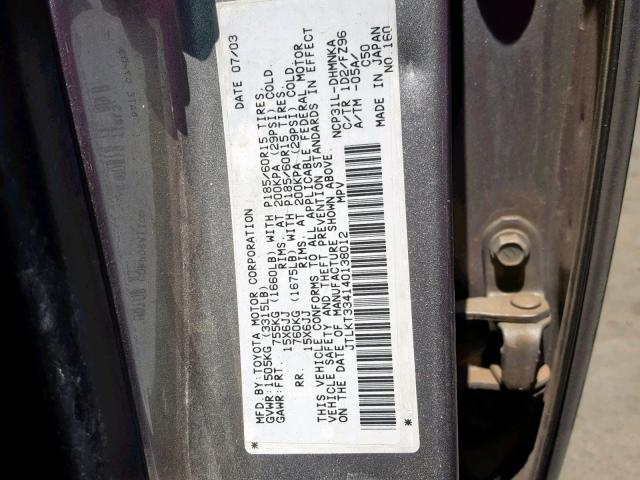 MFD.BY:TOYOTA MOTOR CORPORATION DATE 07/03
GVWR:1505KG (3315LB)
GAWR:FRT. 755KG (1660LB) WITH P185/60R15 TIRES.
15X6JJ RIMS. AT 200KPA (29PSI) COLD.
RR. 760KG (1675LB) WITH P185/60R15 TIRES.
15X6JJ RIMS. AT 200KPA (29PSI) COLD.
THIS VEHICLE CONFORMS TO ALL APPLICABLE FEDERAL MOTOR
VEHICLE SAFETY AND THEFT PREVENTION STANDARDS IN EFFECT
ON THE DATE OF MANUFACTURE SHOWN ABOVE.
* JTLKT334140138012 MPV *
NCP31L-DHMNKA
C/TR 1D2/FZ96
A/TM -05A/
C50
MADE IN JAPAN
NO 160